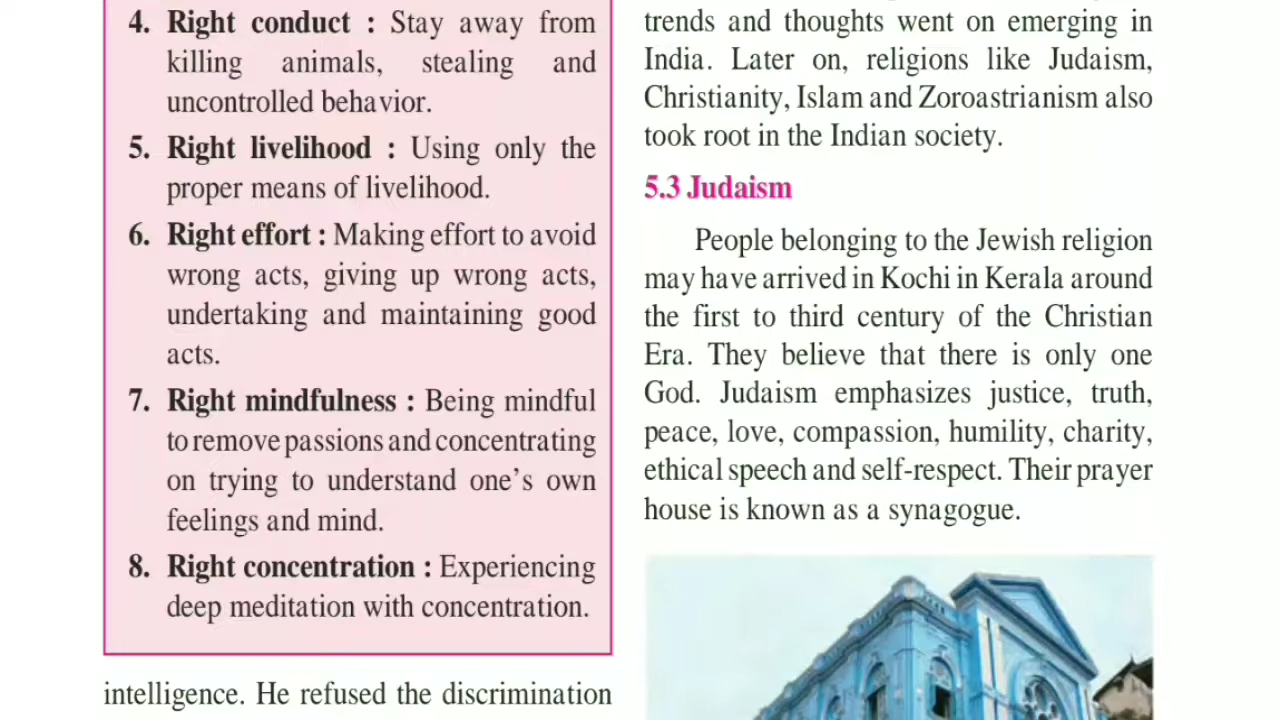 4. Right conduct : Stay away from
killing animals, stealing and
uncontrolled behavior.
5. Right livelihood : Using only the
proper means of livelihood.
6. Right effort : Making effort to avoid
wrong acts, giving up wrong acts,
undertaking and maintaining good
acts.
7. Right mindfulness : Being mindful
to remove passions and concentrating
on trying to understand one's own
feelings and mind.
8. Right concentration : Experiencing
deep meditation with concentration.
intelligence. He refused the discrimination
trends and thoughts went on emerging in
India. Later on, religions like Judaism,
Christianity, Islam and Zoroastrianism also
took root in the Indian society.
5.3 Judaism
People belonging to the Jewish religion
may have arrived in Kochi in Kerala around
the first to third century of the Christian
Era. They believe that there is only one
God. Judaism emphasizes justice, truth,
peace, love, compassion, humility, charity,
ethical speech and self-respect. Their prayer
house is known as a synagogue.